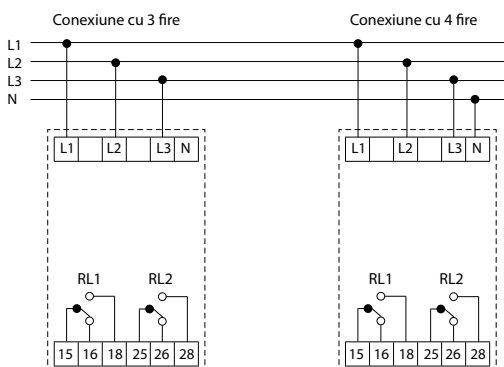 Conexiune cu 3 fire Conexiune cu 4 fire
L1
L2
L3
N
L1 L2 L3 N L1 L2 L3 N
RL1 RL2 RL1 RL2
15 16 18 25 26 28 15 16 18 25 26 28